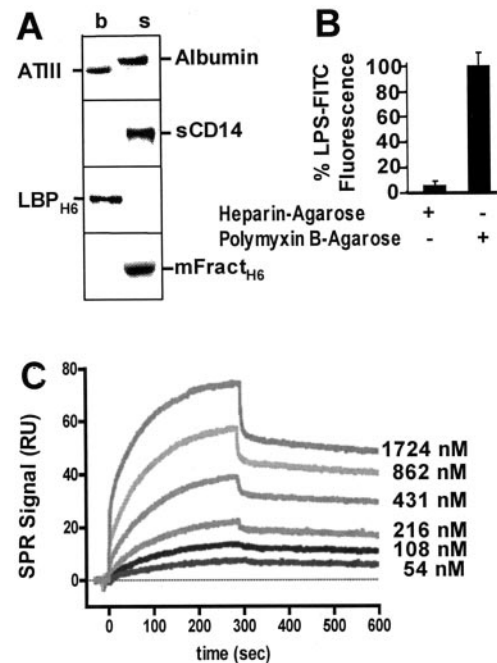 A
b s
ATIII
Albumin
sCD14
LBPH6
mFractH6
B
% LPS-FITC
Fluorescence
100
80
60
40
20
0
Heparin-Agarose + -
Polymyxin B-Agarose - +
C
SPR Signal (RU)
80
60
40
20
0
1724 nM
862 nM
431 nM
216 nM
108 nM
54 nM
0 100 200 300 400 500 600
time (sec)